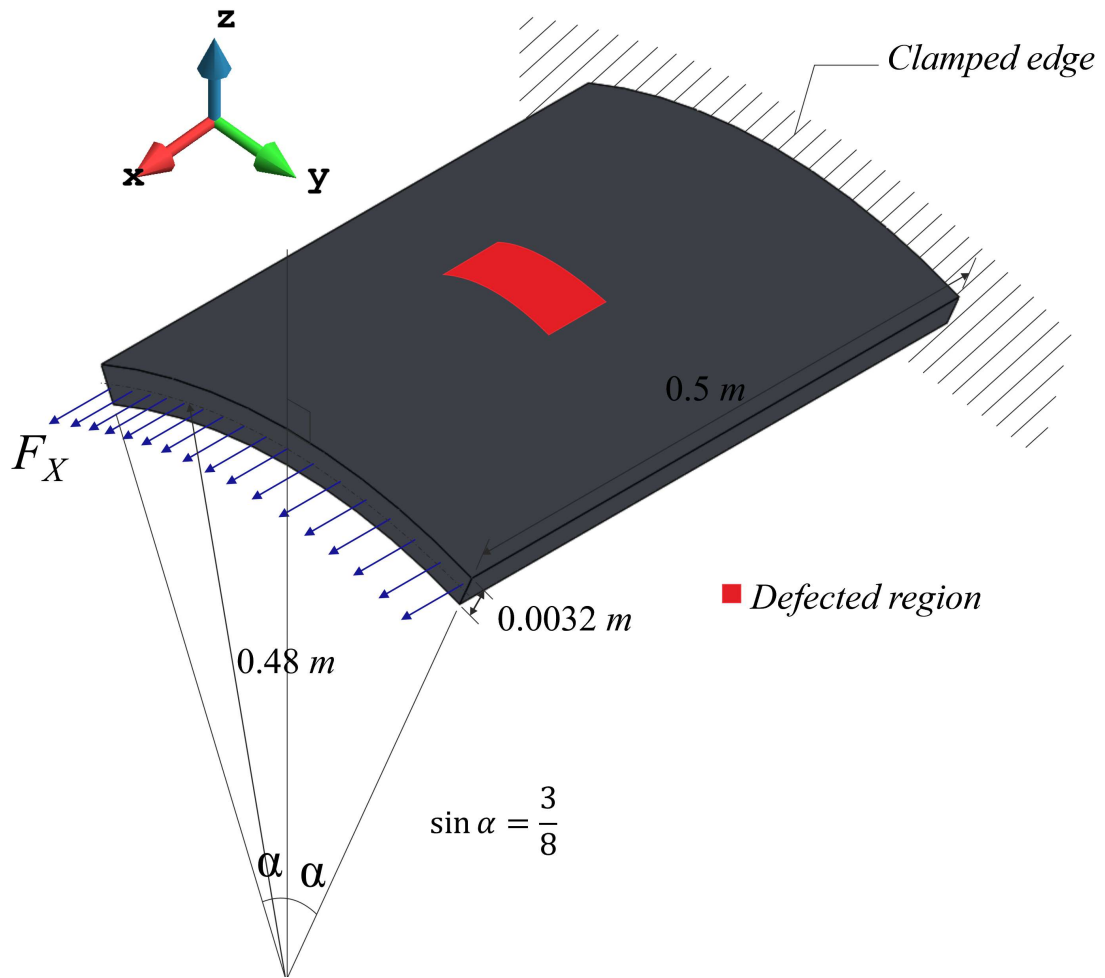 z
Clamped edge
x
y
0.5 m
F_X
0.0032 m
Defected region
0.48 m
sin α = 3/8
α α